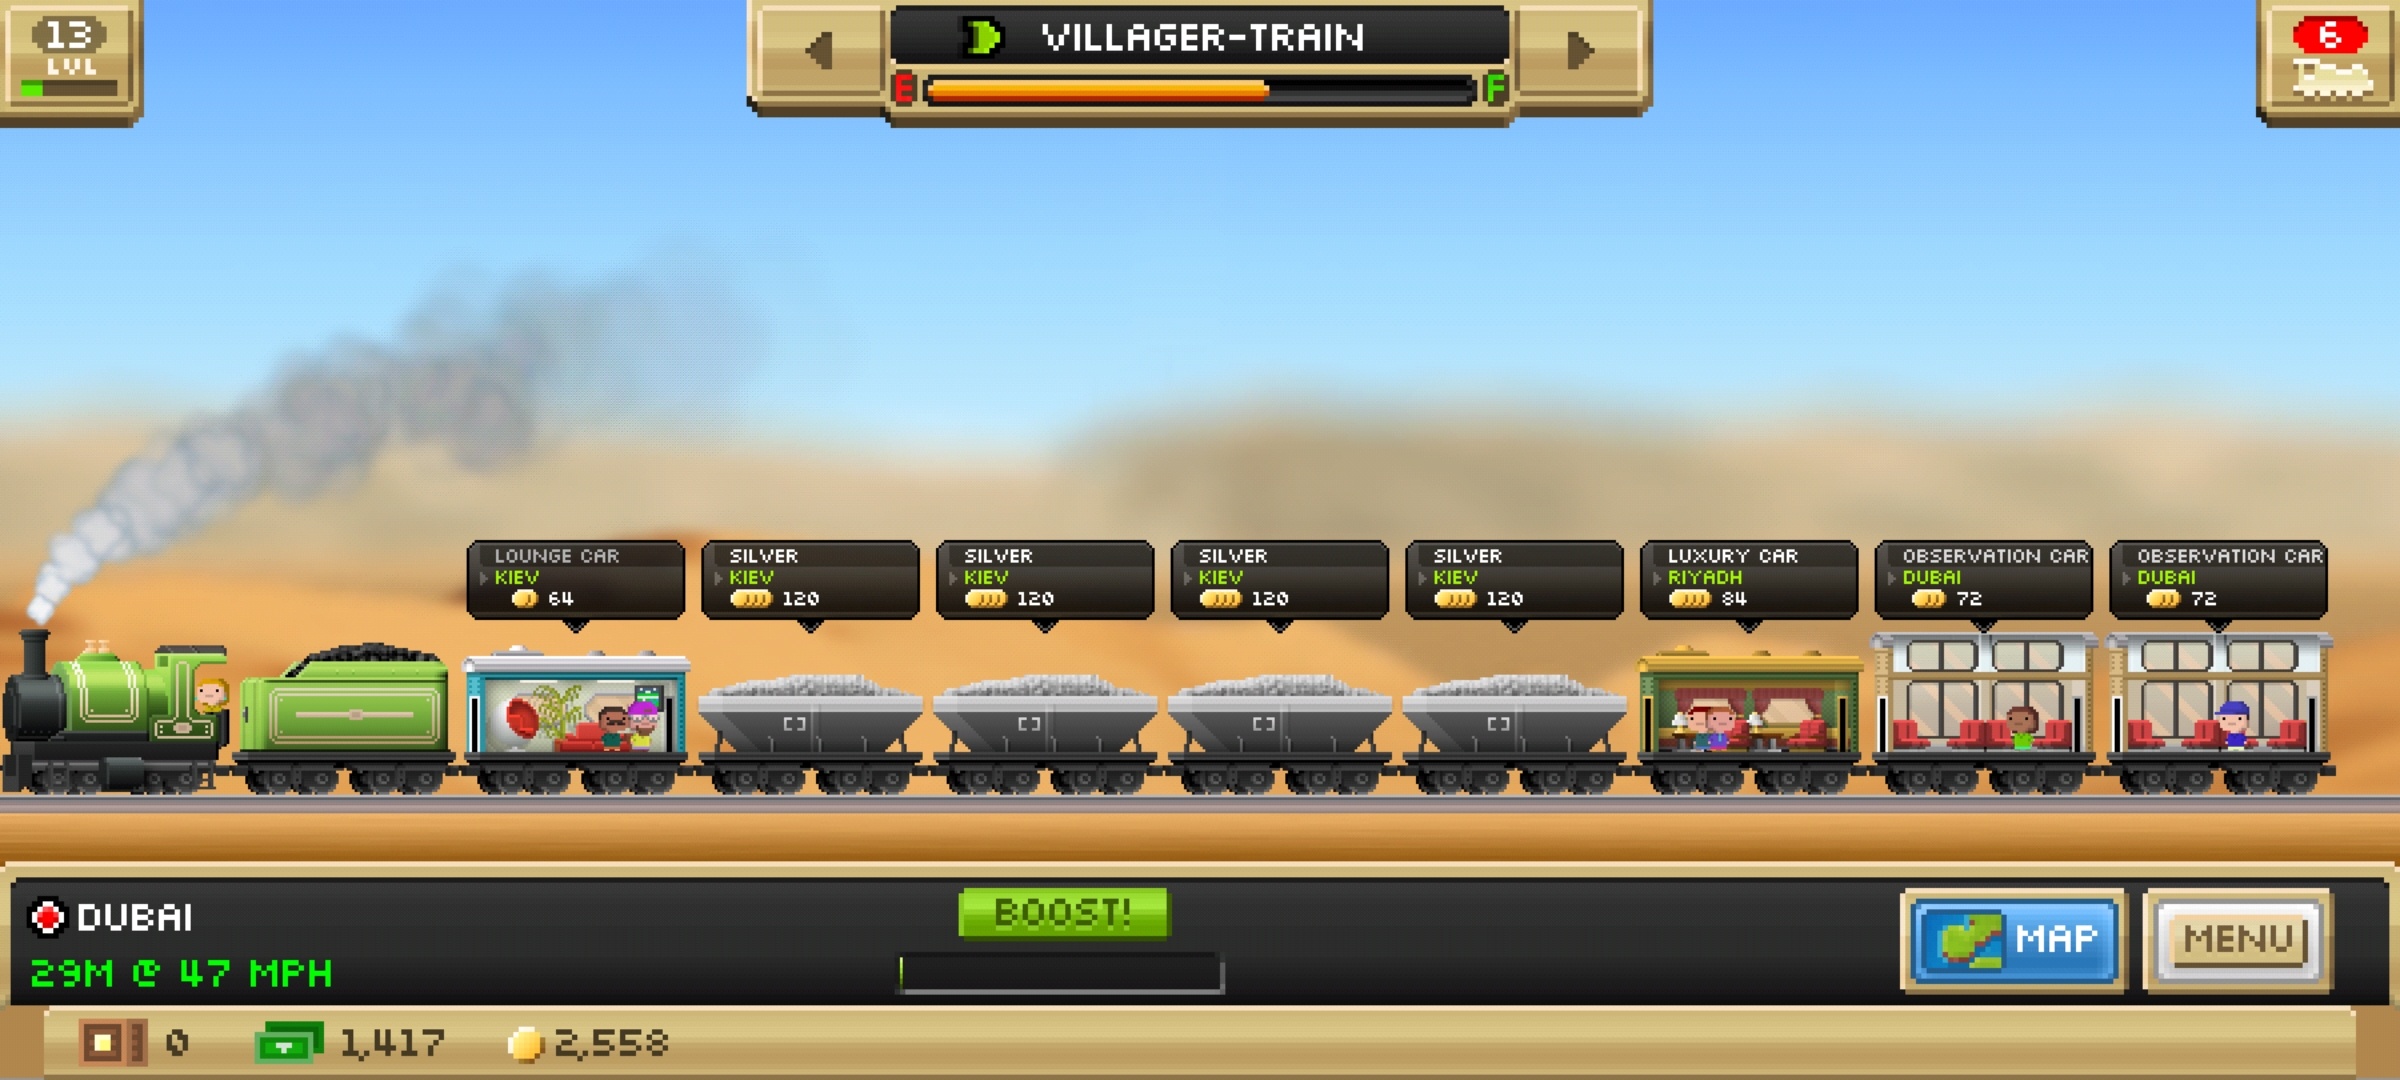 13
LVL
VILLAGER-TRAIN
E F
6
LOUNGE CAR
KIEV
64
SILVER
KIEV
120
SILVER
KIEV
120
SILVER
KIEV
120
SILVER
KIEV
120
LUXURY CAR
RIYADH
84
OBSERVATION CAR
DUBAI
72
OBSERVATION CAR
DUBAI
72
DUBAI
29M @ 47 MPH
BOOST!
MAP
MENU
0
1,417
2,558